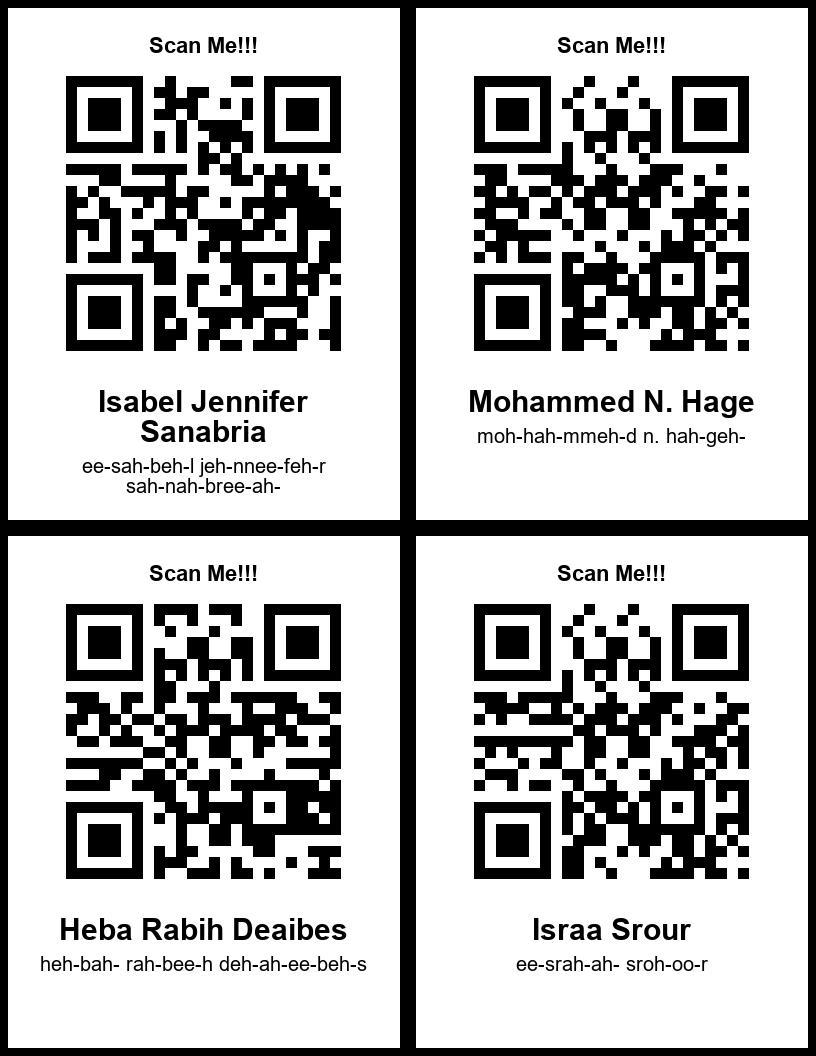 Scan Me!!!
Isabel Jennifer
Sanabria
ee-sah-beh-l jeh-nnee-feh-r
sah-nah-bree-ah-
Scan Me!!!
Mohammed N. Hage
moh-hah-mmeh-d n. hah-geh-
Scan Me!!!
Heba Rabih Deaibes
heh-bah- rah-bee-h deh-ah-ee-beh-s
Scan Me!!!
Israa Srour
ee-srah-ah- sroh-oo-r